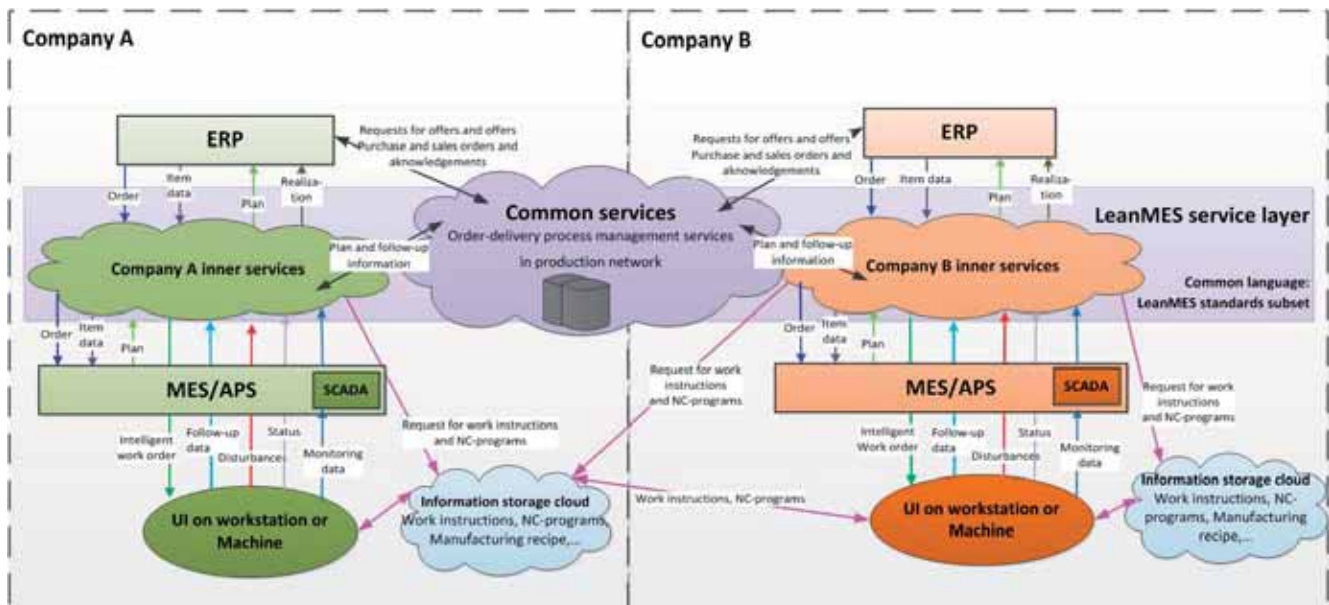 Company A
Company B
ERP
Requests for offers and offers
Purchase and sales orders and
aknowledgements
Order
Item
data
Plan
Realiza-
tion
Requests for offers and offers
Purchase and sales orders and
aknowledgements
ERP
Order
Item data
Plan
Realiza-
tion
Common services
Order-delivery process management services
in production network
LeanMES service layer
Company A inner services
Plan and follow-up
information
Plan and follow-up
information
Company B inner services
Common language:
LeanMES standards subset
Order
Item
data
Plan
MES/APS
SCADA
Order
Item
data
Plan
MES/APS
SCADA
Request for work
instructions
and NC-programs
Request for work instructions
and NC-programs
Request for work
instructions
and NC-programs
Intelligent
work order
Follow-up
data
Disturbances
Status
Monitoring
data
Intelligent
Work order
Follow-up
data
Disturbances
Status
Monitoring
data
UI on workstation or
Machine
Information storage cloud
Work instructions, NC-programs,
Manufacturing recipe,...
Work instructions, NC-programs
UI on workstation or
Machine
Information storage cloud
Work instructions, NC-
programs, Manufacturing
recipe,...